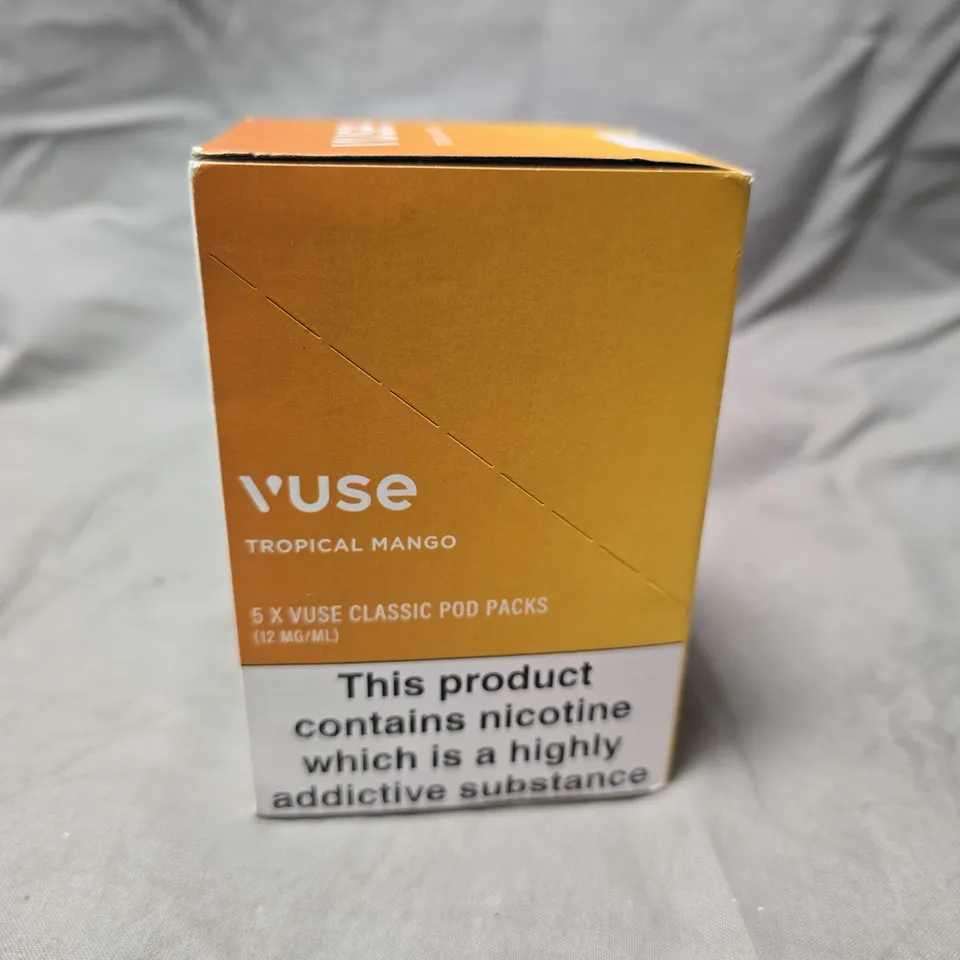 VUSE
vuse
TROPICAL MANGO
5 X VUSE CLASSIC POD PACKS
(12 MG/ML)
This product
contains nicotine
which is a highly
addictive substance